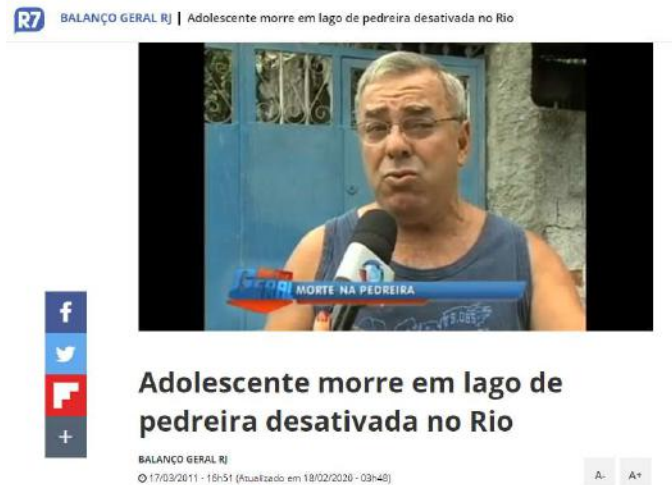 R7 BALANÇO GERAL RJ | Adolescente morre em lago de pedreira desativada no Rio
MORTE NA PEDREIRA
Adolescente morre em lago de
pedreira desativada no Rio
BALANÇO GERAL RJ
17/03/2011 - 16h51 (Atualizado em 18/02/2020 - 03h48)
A- A+